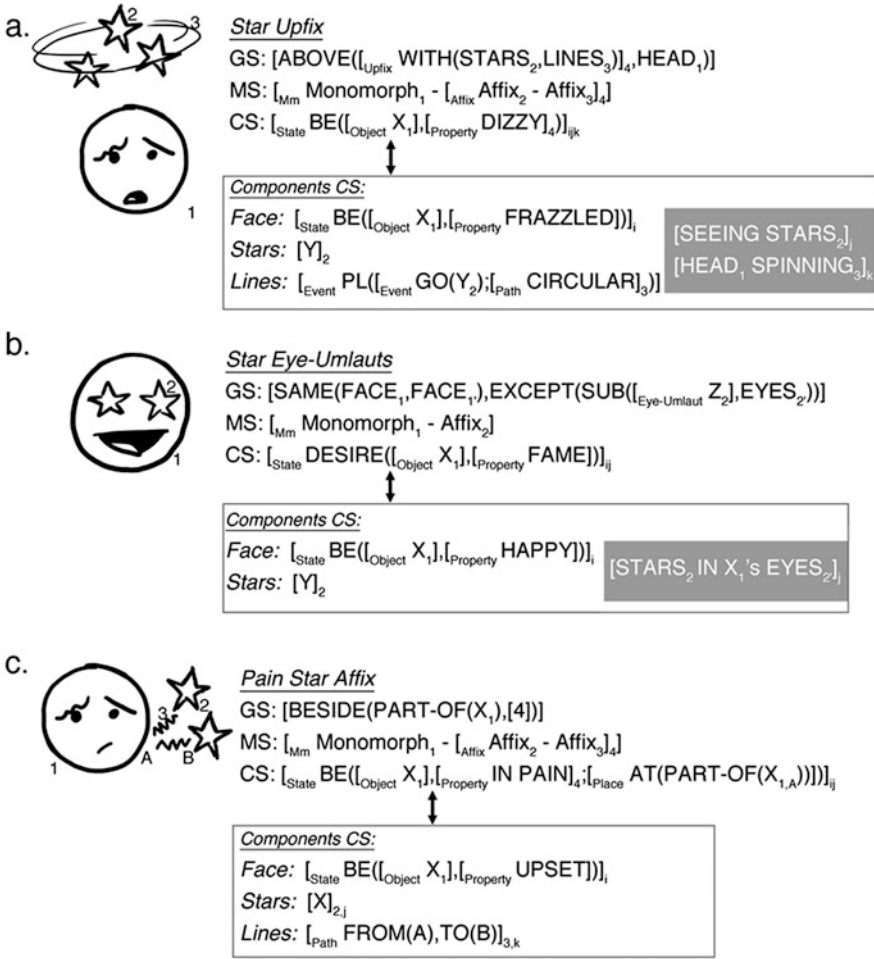 a.
2
3
1
Star Upfix
GS: [ABOVE([Upfix WITH(STARS2,LINES3)]4,HEAD1)]
MS: [Mm Monomorph1 - [Affix Affix2 - Affix3]4]
CS: [State BE([Object X1],[Property DIZZY]4)]ijk
Components CS:
Face: [State BE([Object X1],[Property FRAZZLED])]i
Stars: [Y]2
Lines: [Event PL([Event GO(Y2);[Path CIRCULAR]3)]
[SEEING STARS2]j
[HEAD1 SPINNING3]k
b.
2
1
Star Eye-Umlauts
GS: [SAME(FACE1,FACE1'),EXCEPT(SUB([Eye-Umlaut Z2],EYES2'))]
MS: [Mm Monomorph1 - Affix2]
CS: [State DESIRE([Object X1],[Property FAME])]ij
Components CS:
Face: [State BE([Object X1],[Property HAPPY])]i
Stars: [Y]2
[STARS2 IN X1's EYES2']j
c.
2
3
1
A
B
Pain Star Affix
GS: [BESIDE(PART-OF(X1),[4])]
MS: [Mm Monomorph1 - [Affix Affix2 - Affix3]4]
CS: [State BE([Object X1],[Property IN PAIN]4;[Place AT(PART-OF(X1,A))])]ij
Components CS:
Face: [State BE([Object X1],[Property UPSET])]i
Stars: [X]2,j
Lines: [Path FROM(A),TO(B)]3,k